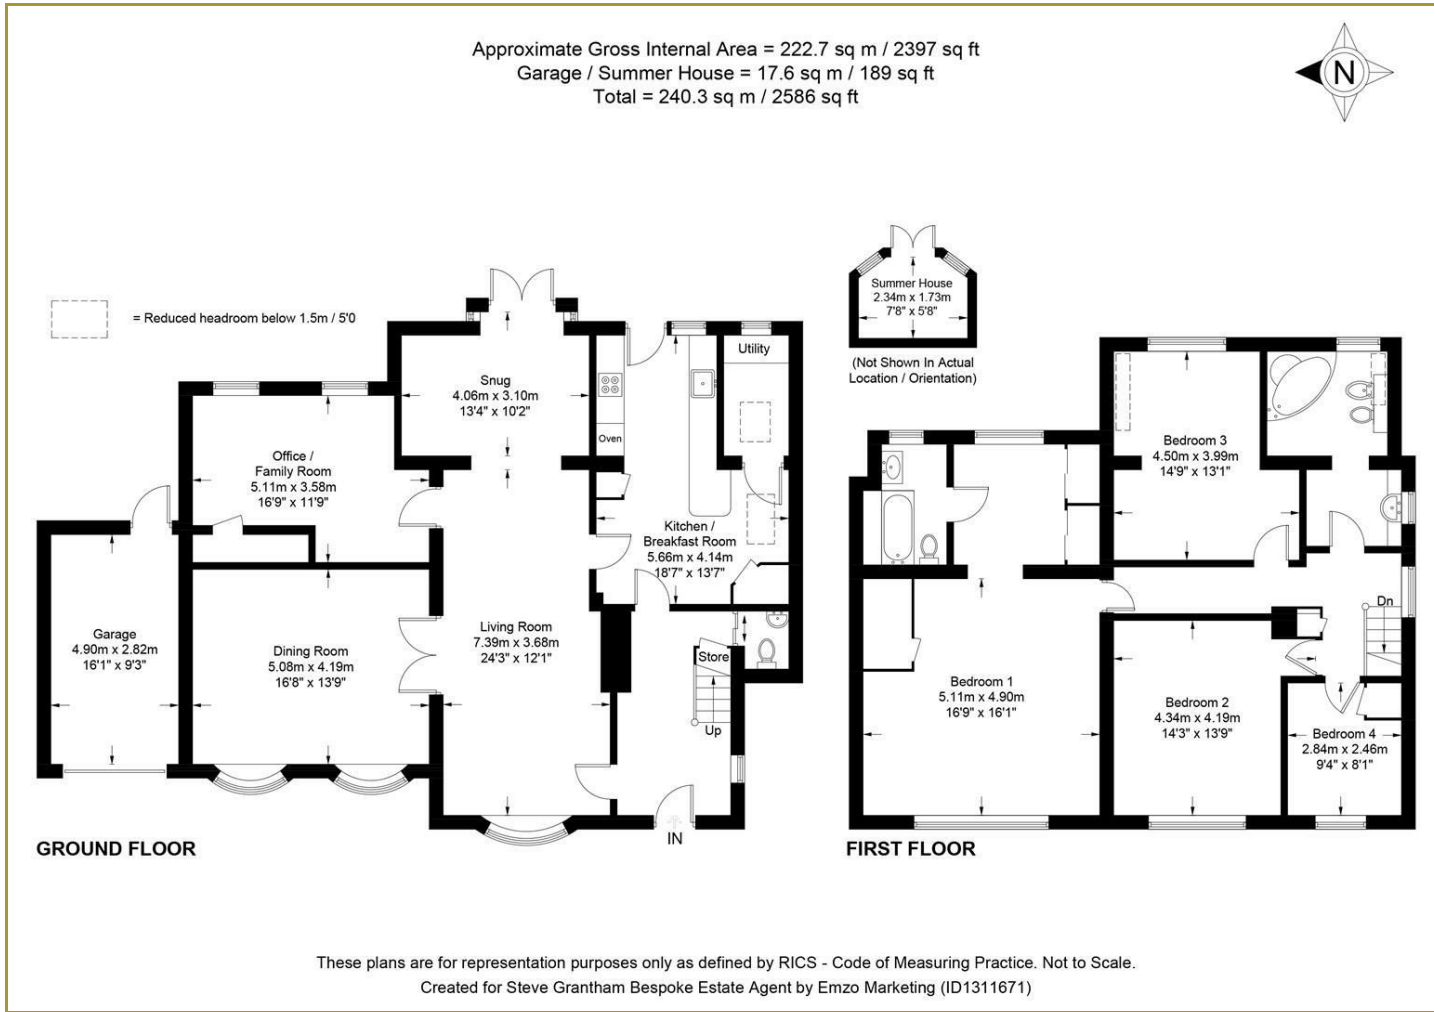 Approximate Gross Internal Area = 222.7 sq m / 2397 sq ft
Garage / Summer House = 17.6 sq m / 189 sq ft
Total = 240.3 sq m / 2586 sq ft
N
= Reduced headroom below 1.5m / 5'0
Summer House
2.34m x 1.73m
7'8" x 5'8"
(Not Shown In Actual
Location / Orientation)
Utility
Snug
4.06m x 3.10m
13'4" x 10'2"
Oven
Office /
Family Room
5.11m x 3.58m
16'9" x 11'9"
Kitchen /
Breakfast Room
5.66m x 4.14m
18'7" x 13'7"
Garage
4.90m x 2.82m
16'1" x 9'3"
Dining Room
5.08m x 4.19m
16'8" x 13'9"
Living Room
7.39m x 3.68m
24'3" x 12'1"
Store
Up
IN
GROUND FLOOR
Bedroom 3
4.50m x 3.99m
14'9" x 13'1"
Dn
Bedroom 1
5.11m x 4.90m
16'9" x 16'1"
Bedroom 2
4.34m x 4.19m
14'3" x 13'9"
Bedroom 4
2.84m x 2.46m
9'4" x 8'1"
FIRST FLOOR
These plans are for representation purposes only as defined by RICS - Code of Measuring Practice. Not to Scale.
Created for Steve Grantham Bespoke Estate Agent by Emzo Marketing (ID1311671)